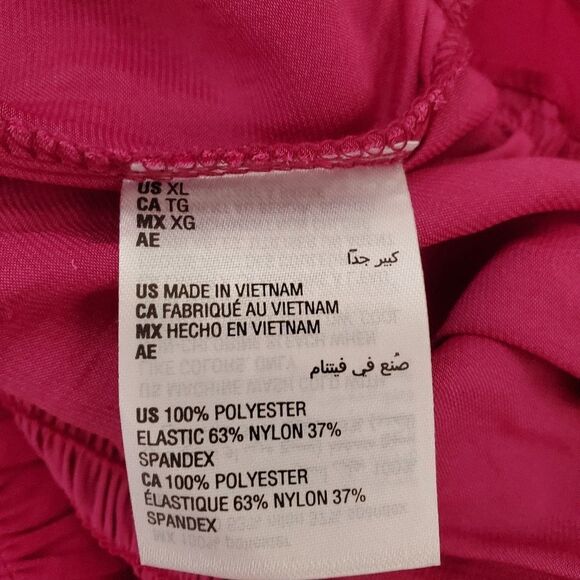 US XL
CA TG
MX XG
AE
كبير جدًا
US MADE IN VIETNAM
CA FABRIQUÉ AU VIETNAM
MX HECHO EN VIETNAM
AE
صُنع في فيتنام
US 100% POLYESTER
ELASTIC 63% NYLON 37%
SPANDEX
CA 100% POLYESTER
ÉLASTIQUE 63% NYLON 37%
SPANDEX